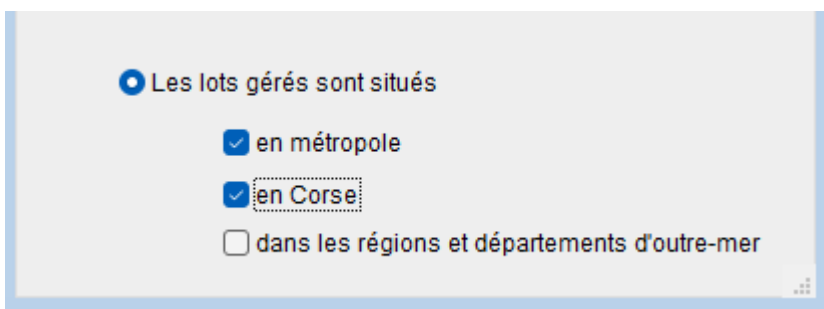 Les lots gérés sont situés
en métropole
en Corse
dans les régions et départements d'outre-mer